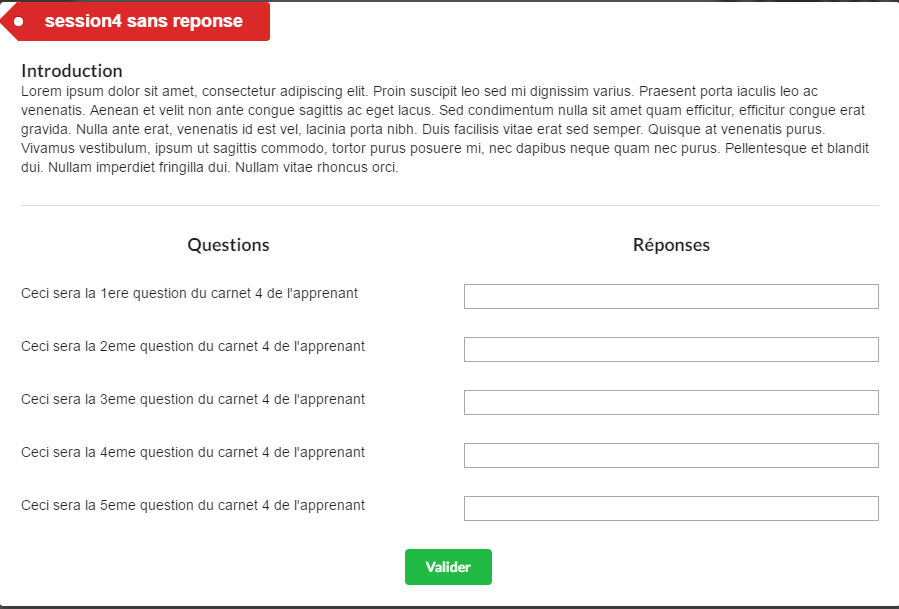 session4 sans reponse
Introduction
Lorem ipsum dolor sit amet, consectetur adipiscing elit. Proin suscipit leo sed mi dignissim varius. Praesent porta iaculis leo ac
venenatis. Aenean et velit non ante congue sagittis ac eget lacus. Sed condimentum nulla sit amet quam efficitur, efficitur congue erat
gravida. Nulla ante erat, venenatis id est vel, lacinia porta nibh. Duis facilisis vitae erat sed semper. Quisque at venenatis purus.
Vivamus vestibulum, ipsum ut sagittis commodo, tortor purus posuere mi, nec dapibus neque quam nec purus. Pellentesque et blandit
dui. Nullam imperdiet fringilla dui. Nullam vitae rhoncus orci.
Questions Réponses
Ceci sera la 1ere question du carnet 4 de l'apprenant
Ceci sera la 2eme question du carnet 4 de l'apprenant
Ceci sera la 3eme question du carnet 4 de l'apprenant
Ceci sera la 4eme question du carnet 4 de l'apprenant
Ceci sera la 5eme question du carnet 4 de l'apprenant
Valider